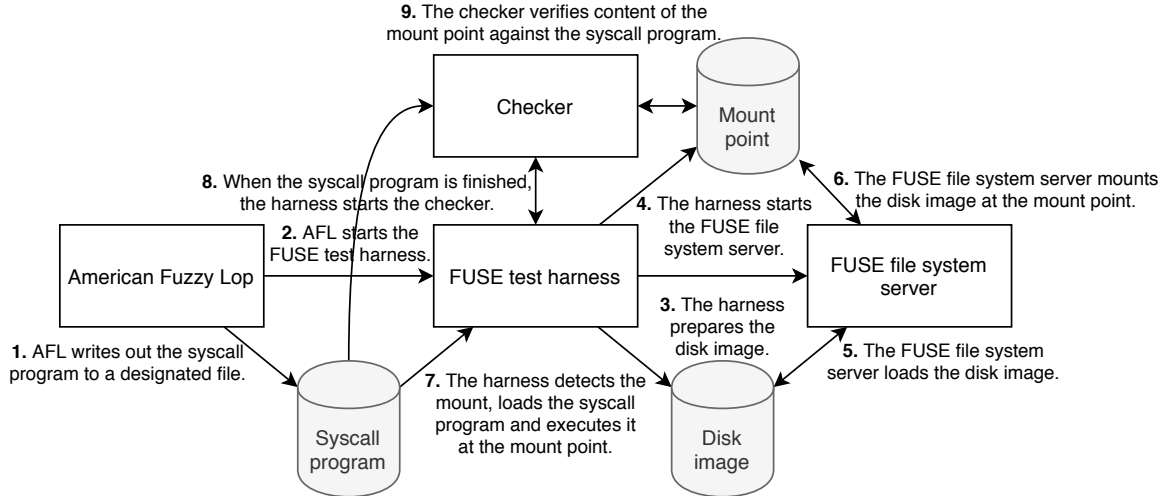 9. The checker verifies content of the
mount point against the syscall program.
Checker
Mount
point
8. When the syscall program is finished,
the harness starts the checker.
6. The FUSE file system server mounts
the disk image at the mount point.
4. The harness starts
the FUSE file
system server.
2. AFL starts the
FUSE test harness.
American Fuzzy Lop
FUSE test harness
FUSE file system
server
3. The harness
prepares the
disk image.
1. AFL writes out the syscall
program to a designated file.
5. The FUSE file system
server loads the disk image.
7. The harness detects the
mount, loads the syscall
program and executes it
at the mount point.
Syscall
program
Disk
image